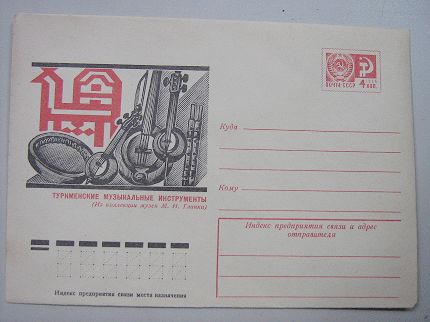 ПОЧТА СССР
4 КОП.
Куда
ТУРКМЕНСКИЕ МУЗЫКАЛЬНЫЕ ИНСТРУМЕНТЫ
(Из коллекции музея М. И. Глинки)
Кому
Индекс предприятия связи и адрес
отправителя
Индекс предприятия связи места назначения